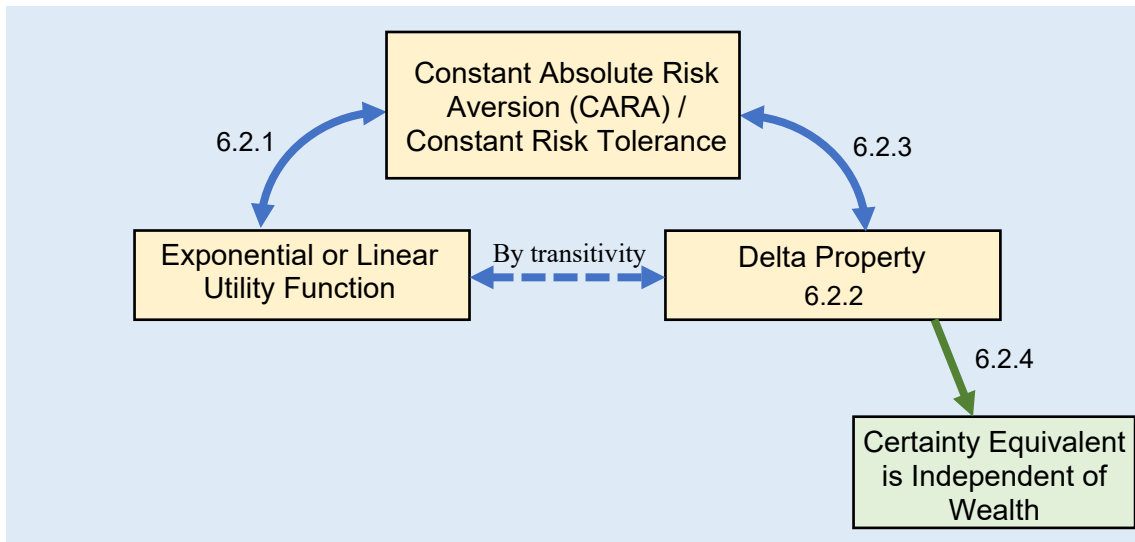 Constant Absolute Risk
Aversion (CARA) /
Constant Risk Tolerance
6.2.1
6.2.3
Exponential or Linear
Utility Function
By transitivity
Delta Property
6.2.2
6.2.4
Certainty Equivalent
is Independent of
Wealth